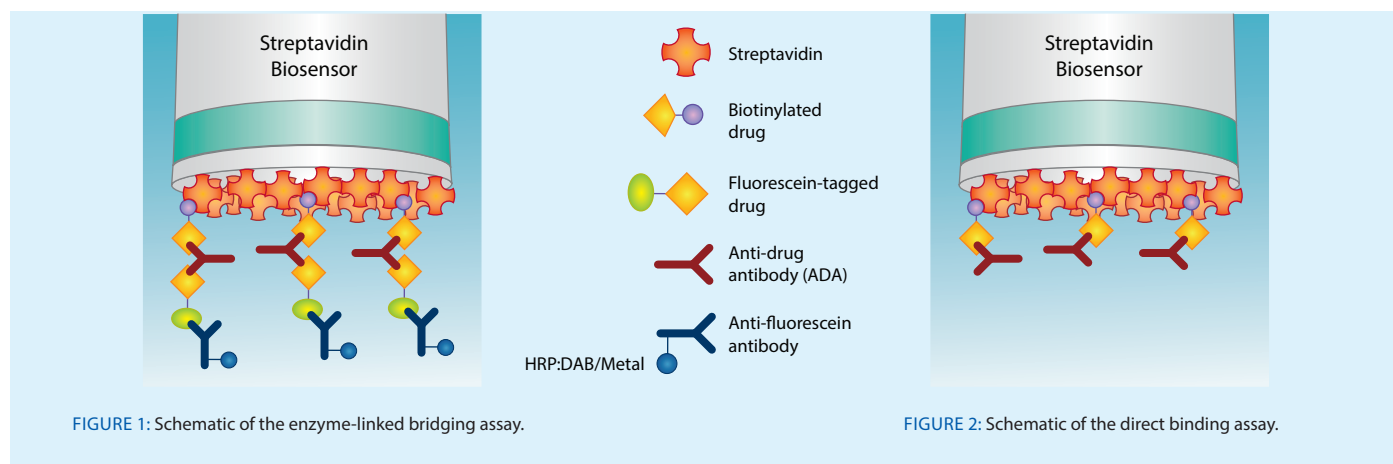 Streptavidin
Biosensor
Streptavidin
Biotinylated
drug
Fluorescein-tagged
drug
Anti-drug
antibody (ADA)
Anti-fluorescein
antibody
HRP:DAB/Metal
Streptavidin
Biosensor
FIGURE 1: Schematic of the enzyme-linked bridging assay.
FIGURE 2: Schematic of the direct binding assay.